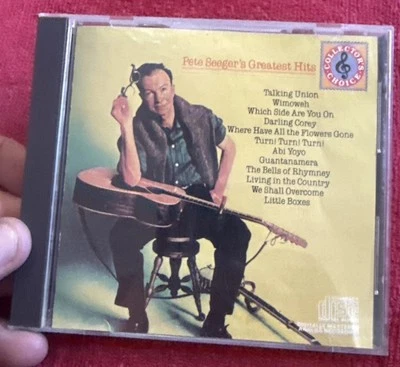 Pete Seeger's Greatest Hits
COLLECTOR'S CHOICE
Talking Union
Wimoweh
Which Side Are You On
Darling Corey
Where Have All the Flowers Gone
Turn! Turn! Turn!
Abi Yoyo
Guantanamera
The Bells of Rhymney
Living in the Country
We Shall Overcome
Little Boxes